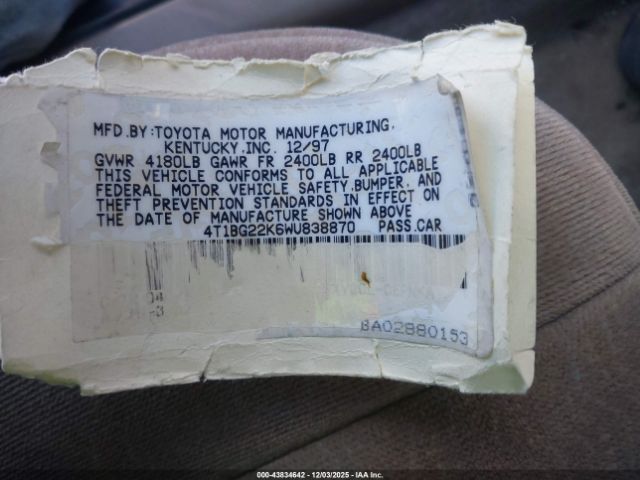 MFD.BY:TOYOTA MOTOR MANUFACTURING,
KENTUCKY,INC. 12/97
GVWR 4180LB GAWR FR 2400LB RR 2400LB
THIS VEHICLE CONFORMS TO ALL APPLICABLE
FEDERAL MOTOR VEHICLE SAFETY,BUMPER, AND
THEFT PREVENTION STANDARDS IN EFFECT ON
THE DATE OF MANUFACTURE SHOWN ABOVE
4T1BG22K6WU838870 PASS.CAR
-3
BA02880153
000-43834642 - 12/03/2025 - IAA Inc.